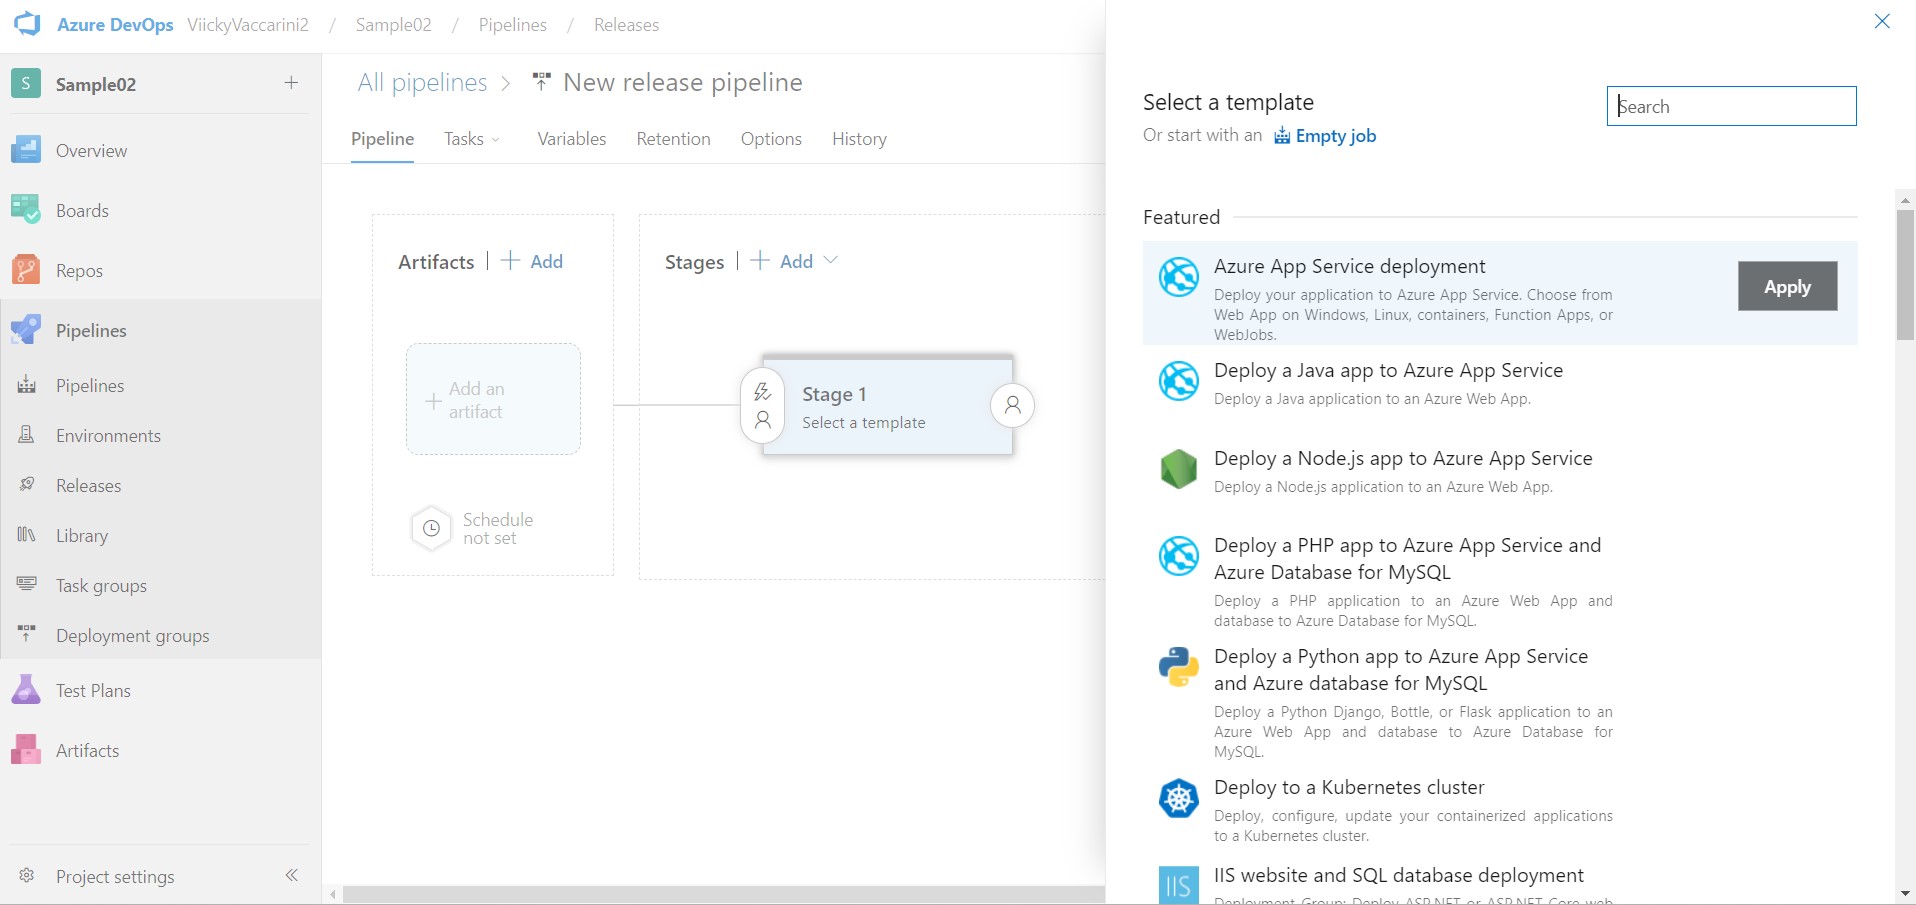 Azure DevOps ViickyVaccarini2 / Sample02 / Pipelines / Releases
S Sample02
Overview
Boards
Repos
Pipelines
Pipelines
Environments
Releases
Library
Task groups
Deployment groups
Test Plans
Artifacts
Project settings
All pipelines > New release pipeline
Pipeline Tasks Variables Retention Options History
Artifacts | + Add
Add an
artifact
Schedule
not set
Stages | + Add
Stage 1
Select a template
Select a template
Or start with an Empty job
Search
Featured
Azure App Service deployment
Deploy your application to Azure App Service. Choose from
Web App on Windows, Linux, containers, Function Apps, or
WebJobs.
Apply
Deploy a Java app to Azure App Service
Deploy a Java application to an Azure Web App.
Deploy a Node.js app to Azure App Service
Deploy a Node.js application to an Azure Web App.
Deploy a PHP app to Azure App Service and
Azure Database for MySQL
Deploy a PHP application to an Azure Web App and
database to Azure Database for MySQL.
Deploy a Python app to Azure App Service
and Azure database for MySQL
Deploy a Python Django, Bottle, or Flask application to an
Azure Web App and database to Azure Database for
MySQL.
Deploy to a Kubernetes cluster
Deploy, configure, update your containerized applications
to a Kubernetes cluster.
IIS
IIS website and SQL database deployment
Deployment Group: Deploy ASP.NET or ASP.NET Core web